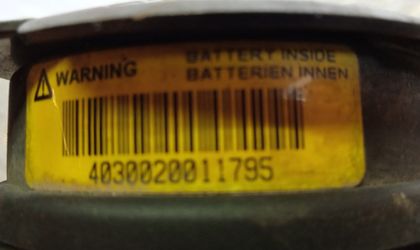 WARNING
BATTERY INSIDE
BATTERIEN INNEN
4030020011795